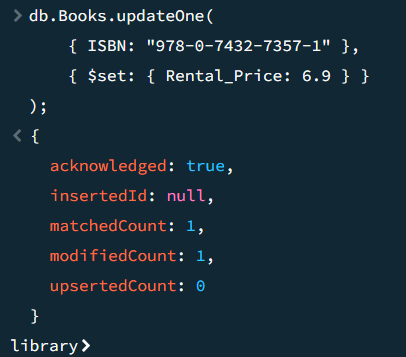 > db.Books.updateOne(
{ ISBN: "978-0-7432-7357-1" },
{ $set: { Rental_Price: 6.9 } }
);
< {
acknowledged: true,
insertedId: null,
matchedCount: 1,
modifiedCount: 1,
upsertedCount: 0
}
library>